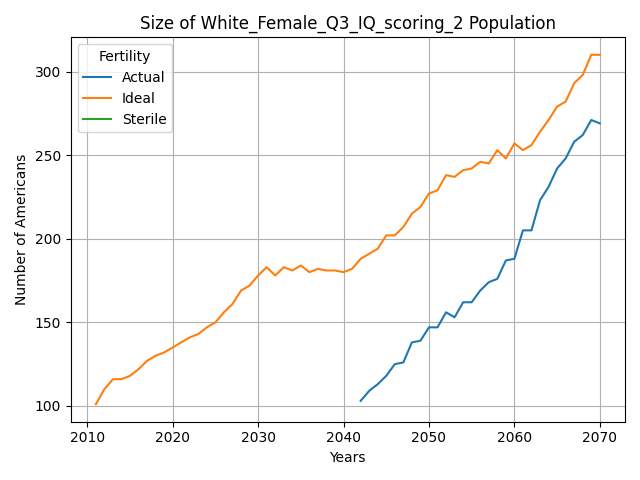 Size of White_Female_Q3_IQ_scoring_2 Population
Fertility
Actual
Ideal
Sterile
Number of Americans
300
250
200
150
100
2010 2020 2030 2040 2050 2060 2070
Years